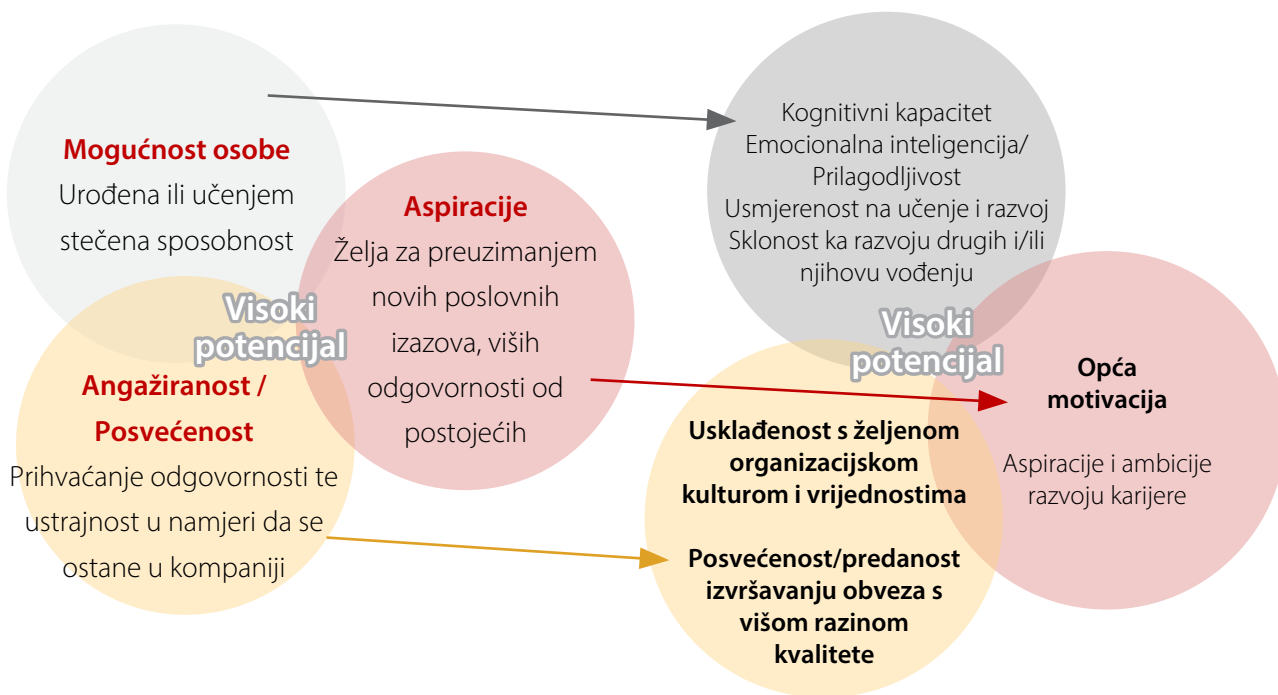 Mogućnost osobe
Urođena ili učenjem
stečena sposobnost
Aspiracije
Želja za preuzimanjem
novih poslovnih
izazova, viših
odgovornosti od
postojećih
Visoki
potencijal
Angažiranost /
Posvećenost
Prihvaćanje odgovornosti te
ustrajnost u namjeri da se
ostane u kompaniji
Kognitivni kapacitet
Emocionalna inteligencija/
Prilagodljivost
Usmjerenost na učenje i razvoj
Sklonost ka razvoju drugih i/ili
njihovu vođenju
Visoki
potencijal
Opća
motivacija
Aspiracije i ambicije
razvoju karijere
Usklađenost s željenom
organizacijskom
kulturom i vrijednostima
Posvećenost/predanost
izvršavanju obveza s
višom razinom
kvalitete